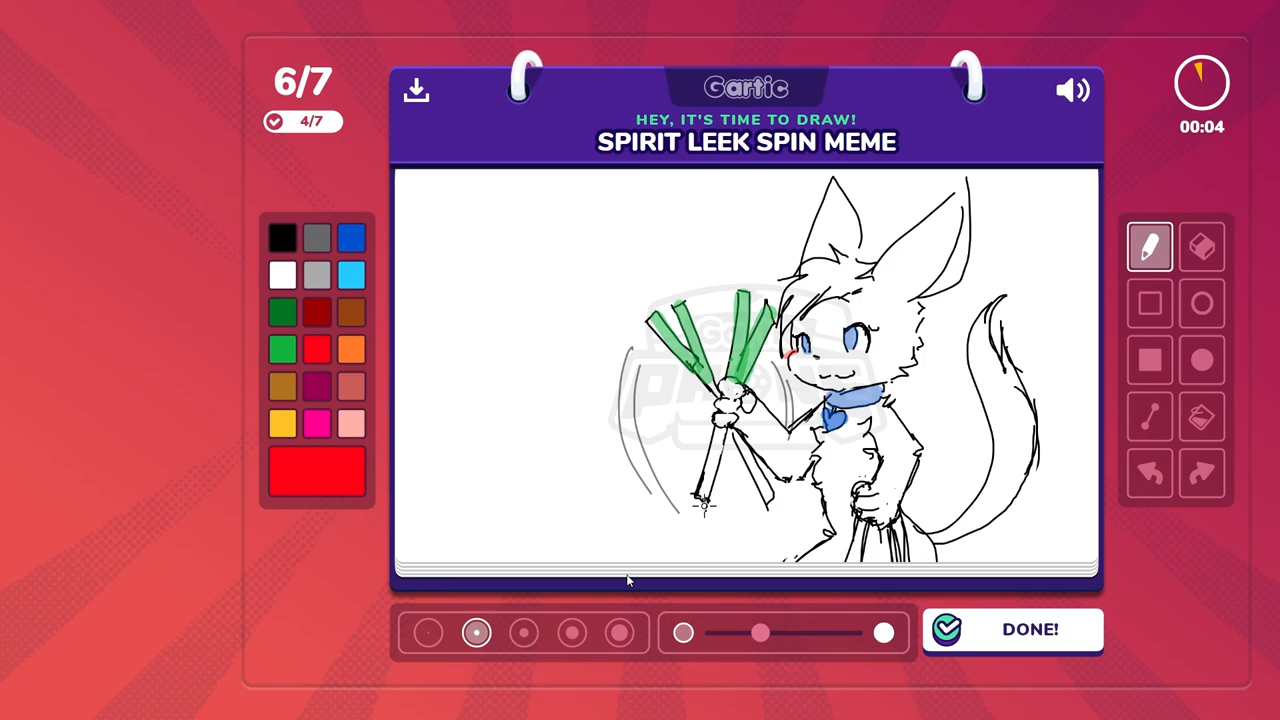 6/7
4/7
Gartic
HEY, IT'S TIME TO DRAW!
SPIRIT LEEK SPIN MEME
00:04
DONE!